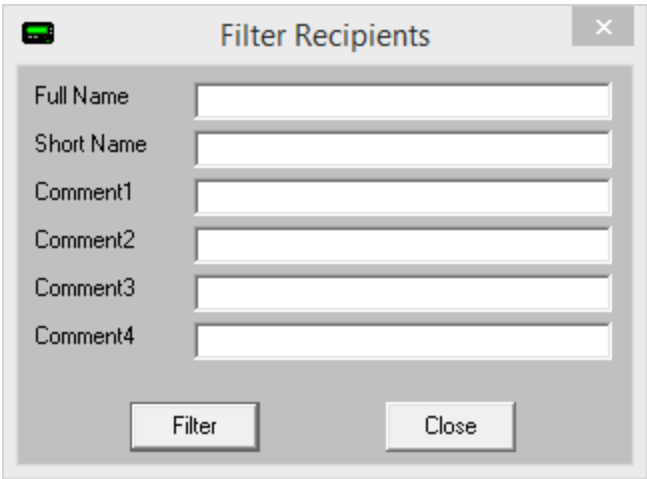 Filter Recipients
Full Name
Short Name
Comment1
Comment2
Comment3
Comment4
Filter Close